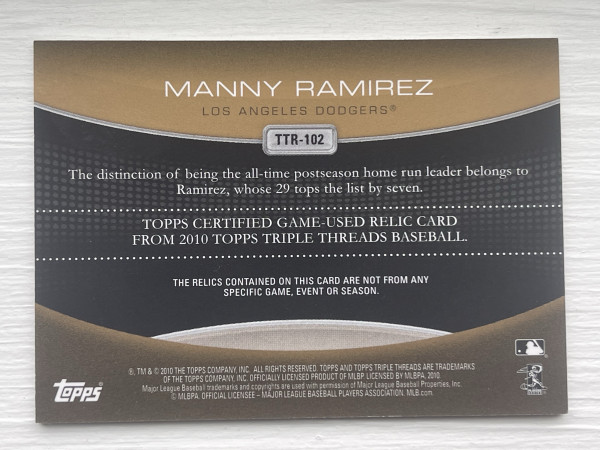 MANNY RAMIREZ
LOS ANGELES DODGERS®
TTR-102
The distinction of being the all-time postseason home run leader belongs to
Ramirez, whose 29 tops the list by seven.
TOPPS CERTIFIED GAME-USED RELIC CARD
FROM 2010 TOPPS TRIPLE THREADS BASEBALL.
THE RELICS CONTAINED ON THIS CARD ARE NOT FROM ANY
SPECIFIC GAME, EVENT OR SEASON.
®, TM & © 2010 THE TOPPS COMPANY, INC. ALL RIGHTS RESERVED. TOPPS AND TOPPS TRIPLE THREADS ARE TRADEMARKS
OF THE TOPPS COMPANY, INC. OFFICIALLY LICENSED PRODUCT OF MLBP. LICENSED BY MLBPA, 2010.
Major League Baseball trademarks and copyrights are used with permission of Major League Baseball Properties, Inc.
© MLBPA. OFFICIAL LICENSEE – MAJOR LEAGUE BASEBALL PLAYERS ASSOCIATION. MLB.com.
topps